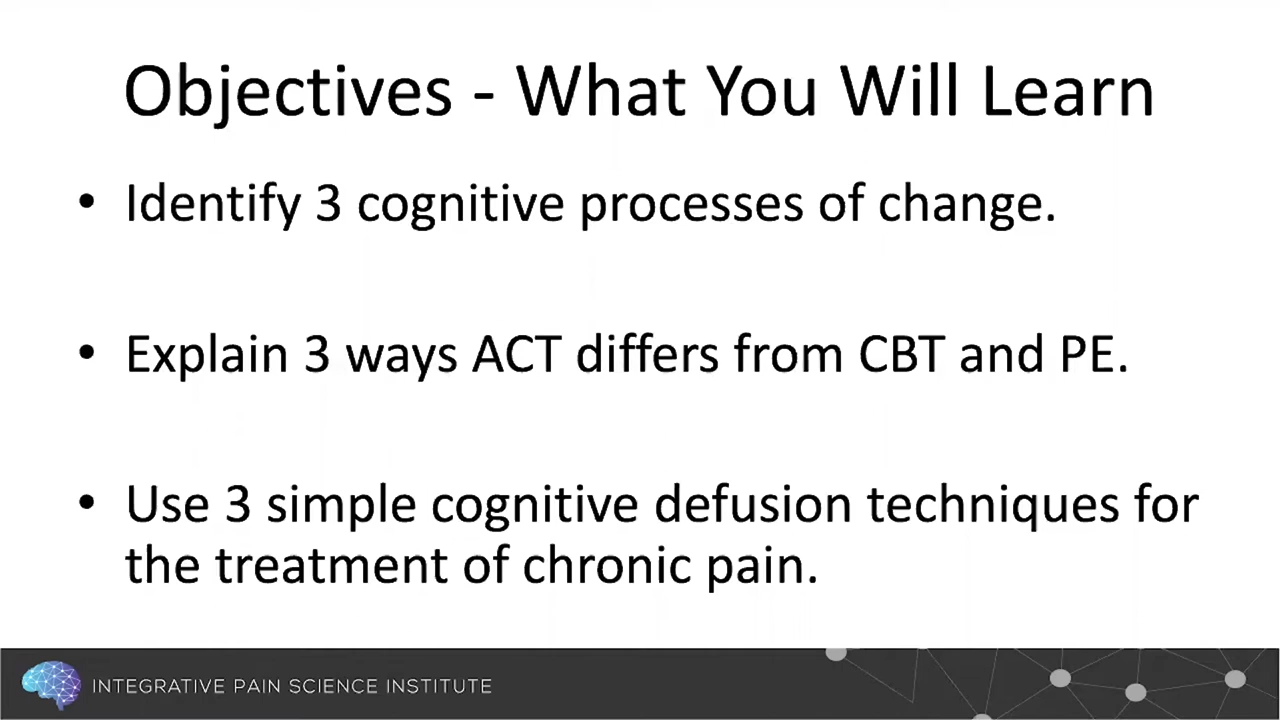 Objectives - What You Will Learn
• Identify 3 cognitive processes of change.
• Explain 3 ways ACT differs from CBT and PE.
• Use 3 simple cognitive defusion techniques for
the treatment of chronic pain.
INTEGRATIVE PAIN SCIENCE INSTITUTE